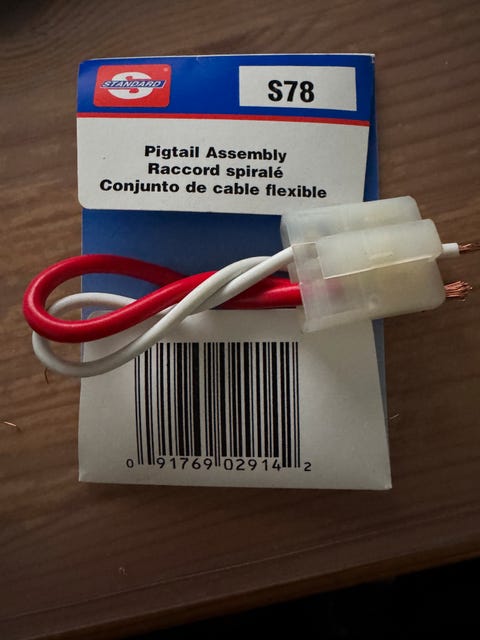 STANDARD
S78
Pigtail Assembly
Raccord spiralé
Conjunto de cable flexible
0 91769 02914 2